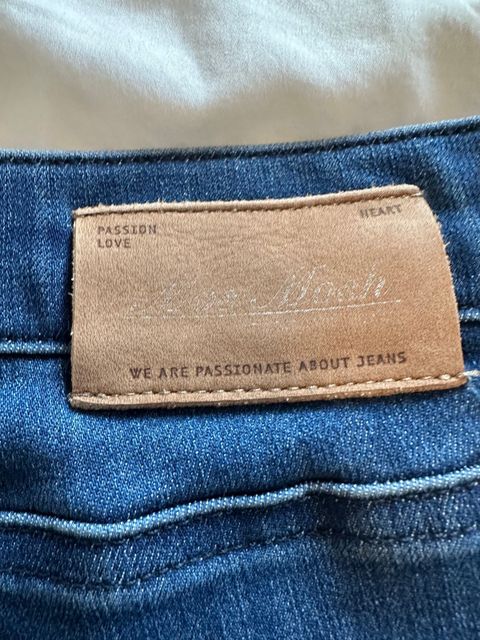 PASSION
LOVE
HEART
Mos Mosh
WE ARE PASSIONATE ABOUT JEANS